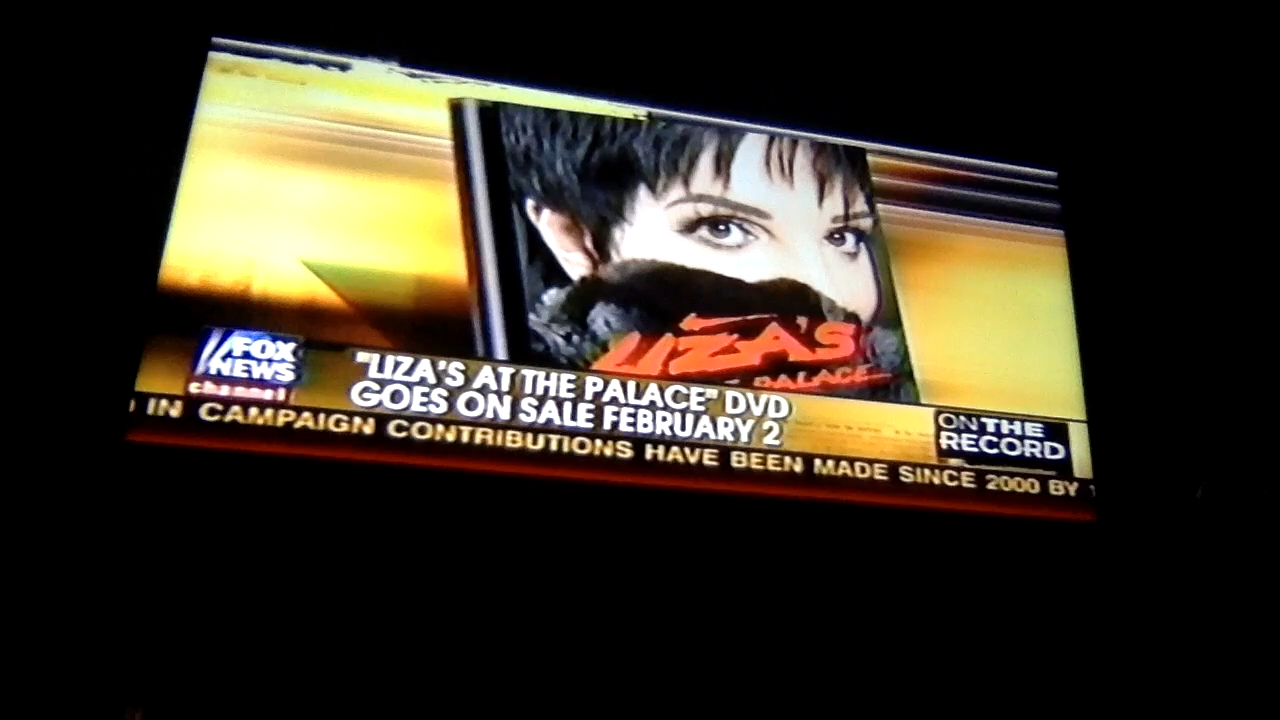 LIZA'S
PALACE
FOX
NEWS
channel
"LIZA'S AT THE PALACE" DVD
GOES ON SALE FEBRUARY 2
ON THE
RECORD
IN CAMPAIGN CONTRIBUTIONS HAVE BEEN MADE SINCE 2000 BY